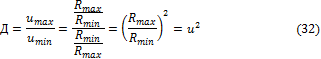 Д = u_max / u_min = (R_max / R_min) / (R_min / R_max) = (R_max / R_min)^2 = u^2 (32)